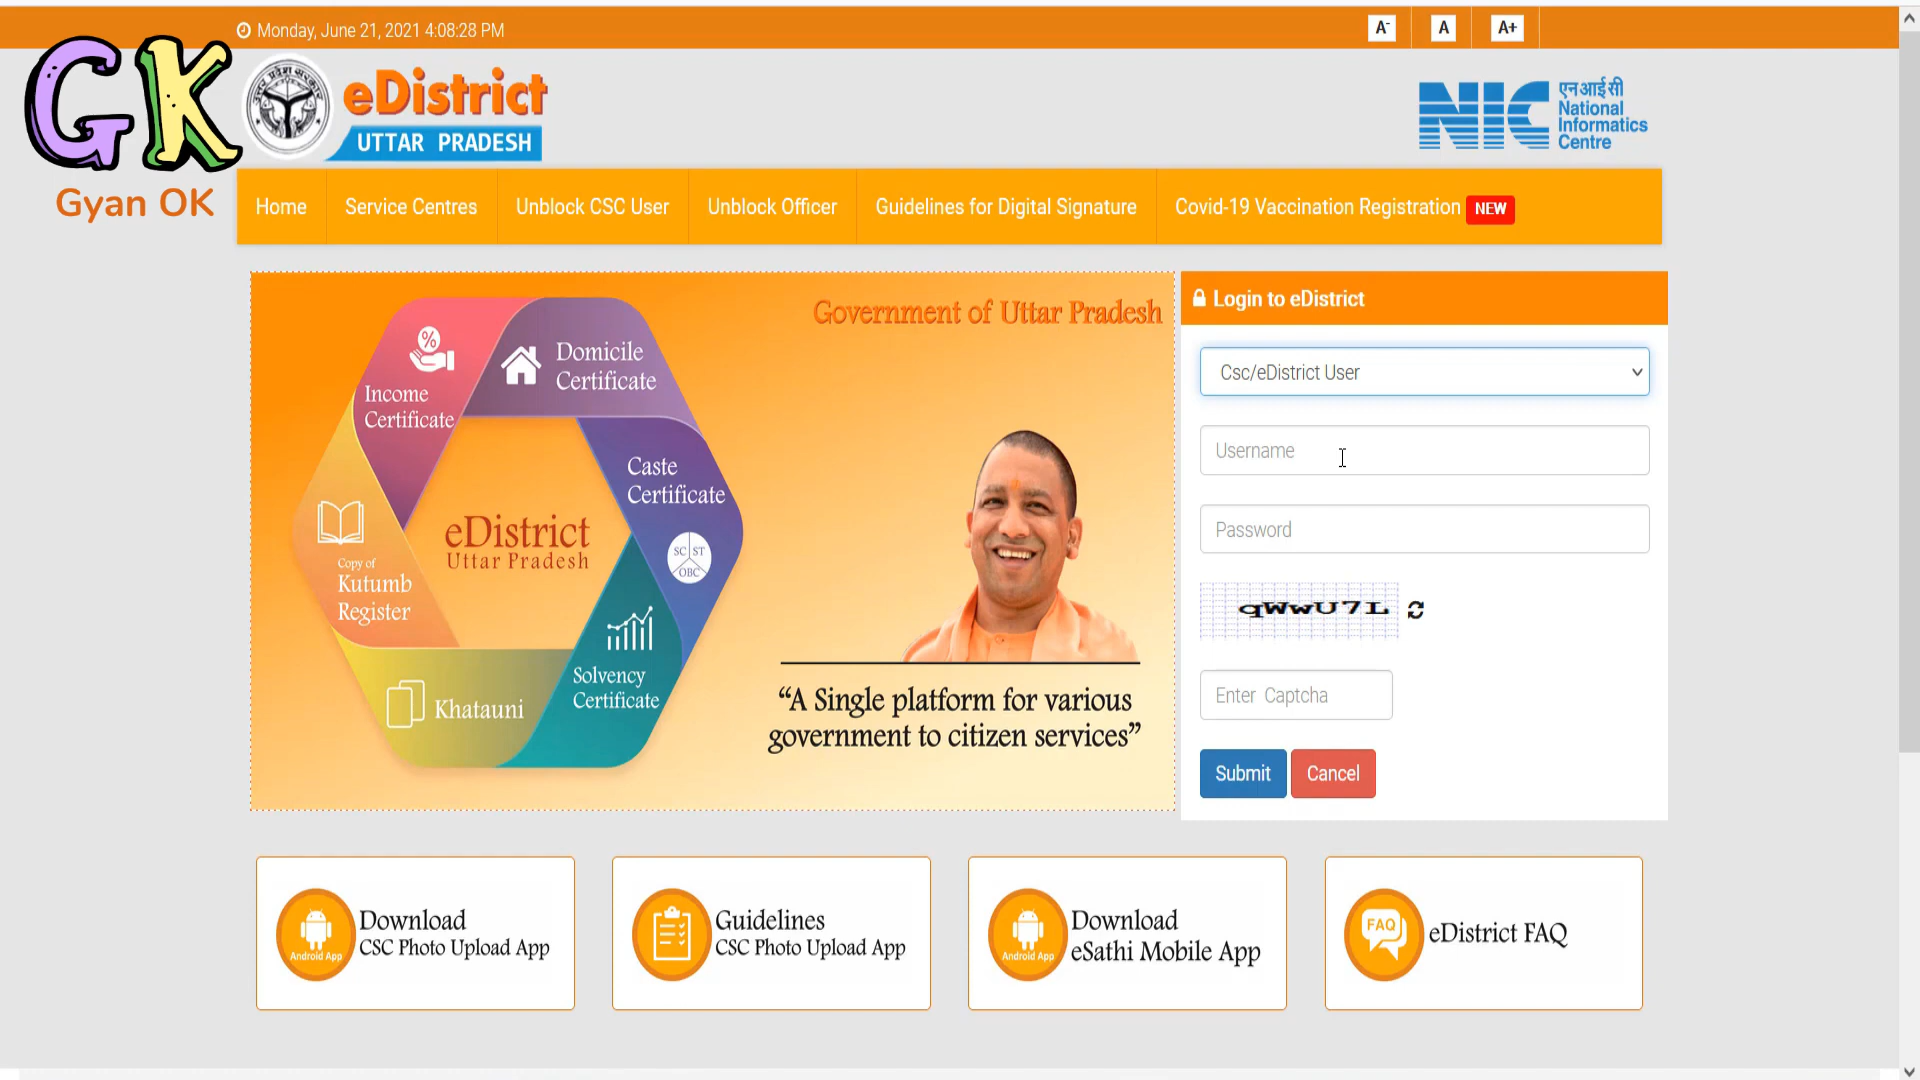 Monday, June 21, 2021 4:08:28 PM
A-
A
A+
GK
Gyan OK
eDistrict
UTTAR PRADESH
NIC
एनआईसी
National
Informatics
Centre
Home
Service Centres
Unblock CSC User
Unblock Officer
Guidelines for Digital Signature
Covid-19 Vaccination Registration NEW
Government of Uttar Pradesh
%
Income
Certificate
Domicile
Certificate
Caste
Certificate
SC ST
OBC
eDistrict
Uttar Pradesh
Copy of
Kutumb
Register
Solvency
Certificate
Khatauni
“A Single platform for various
government to citizen services”
Login to eDistrict
Csc/eDistrict User
Username
Password
qWwU7L
Enter Captcha
Submit
Cancel
Android App
Download
CSC Photo Upload App
Guidelines
CSC Photo Upload App
Android App
Download
eSathi Mobile App
FAQ
eDistrict FAQ